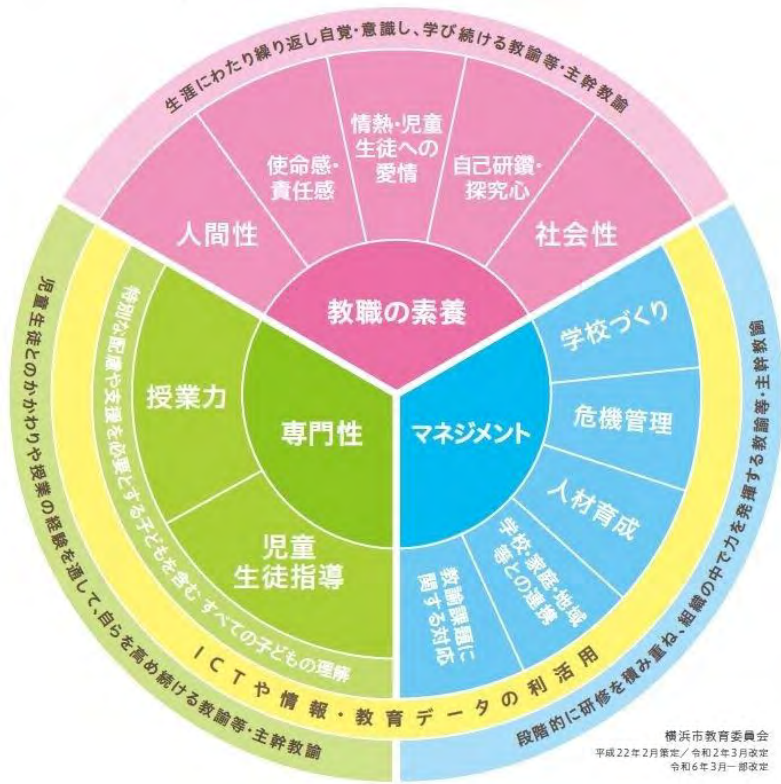 生涯にわたり繰り返し自覚・意識し、学び続ける教諭等・主幹教諭
人間性
使命感・
責任感
情熱・児童
生徒への
愛情
自己研鑽・
探究心
社会性
教職の素養
専門性
マネジメント
授業力
児童
生徒指導
特別な配慮や支援を必要とする子どもを含む すべての子どもの理解
学校づくり
危機管理
人材育成
学校・家庭・地域
等との連携
教諭課題に
関する対応
ICTや情報・教育データの利活用
児童生徒とのかかわりや授業の経験を通して、自らを高め続ける教諭等・主幹教諭
段階的に研修を積み重ね、組織の中で力を発揮する教諭等・主幹教諭
横浜市教育委員会
平成22年2月策定／令和2年3月改定
令和6年3月一部改定